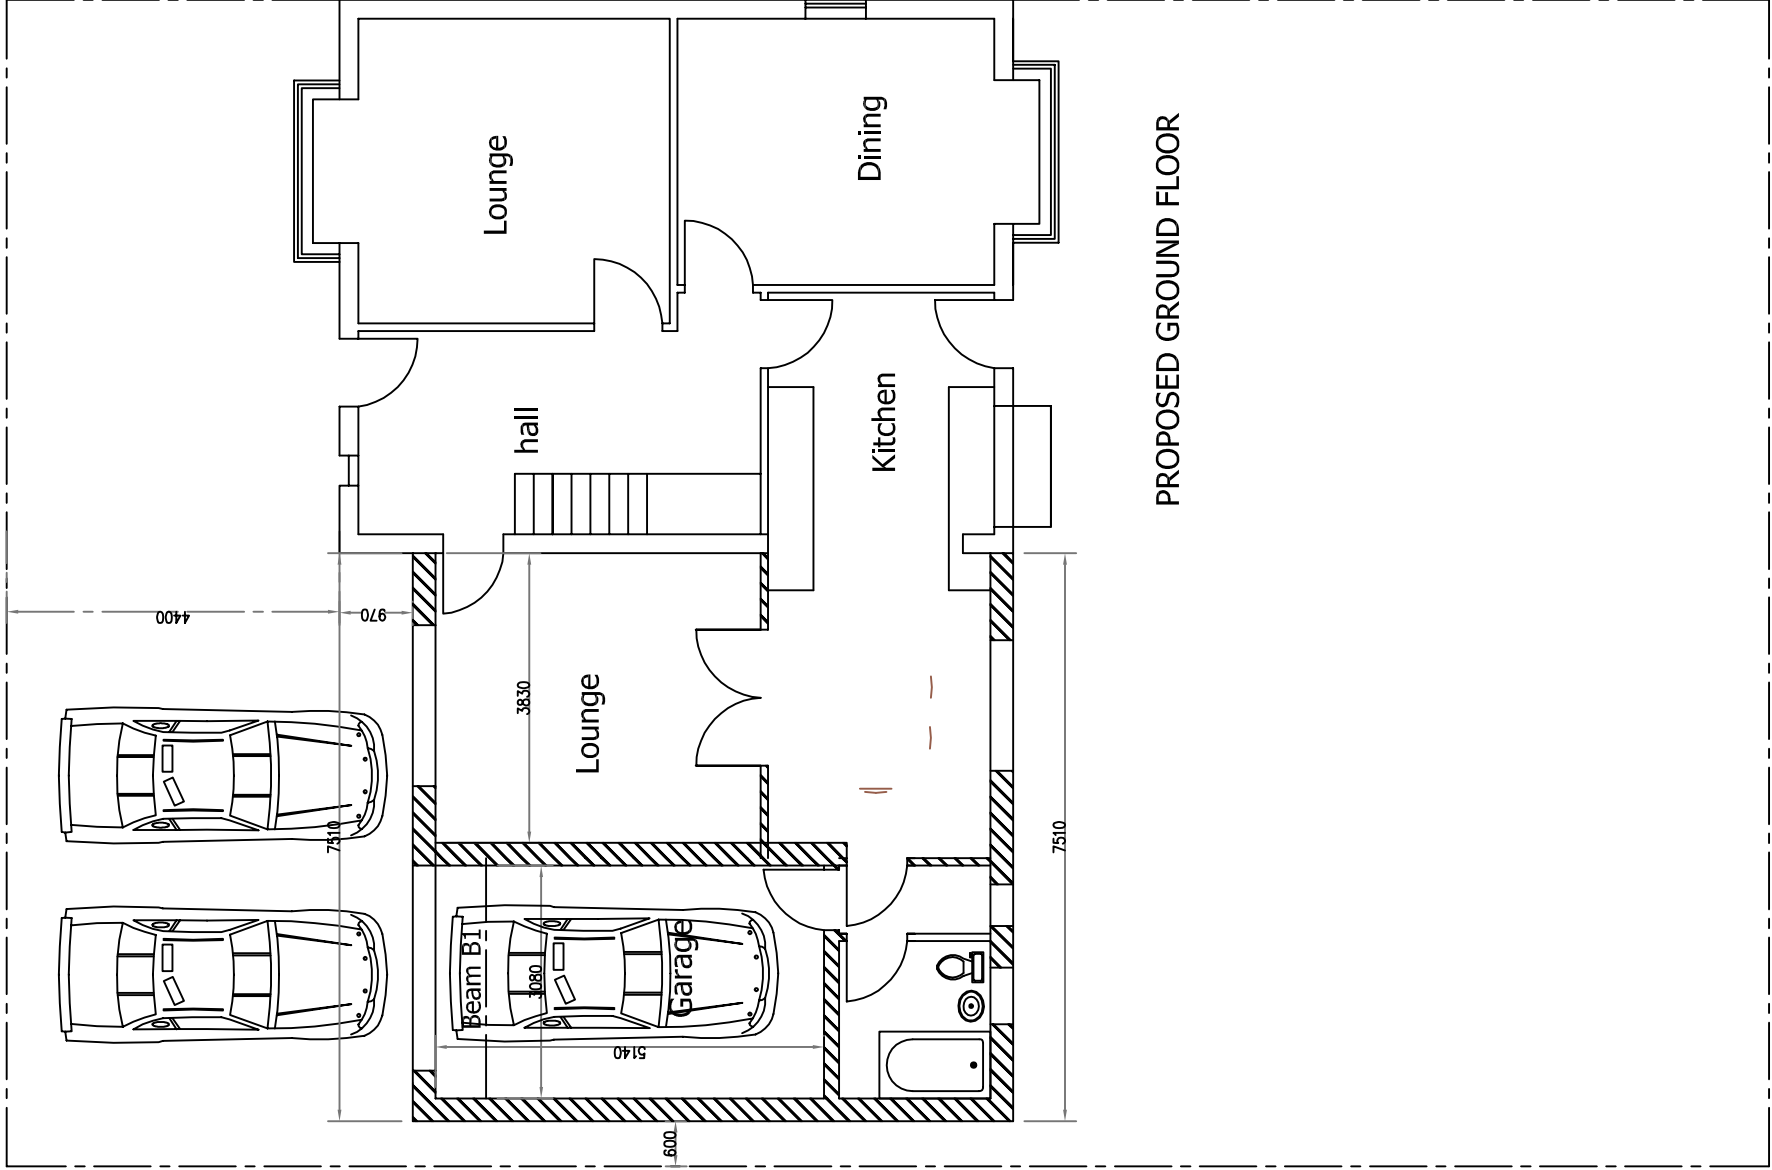 Lounge
Dining
hall
Kitchen
PROPOSED GROUND FLOOR
4400
970
3830
Lounge
7510
7510
Beam B1
3080
Garage
5140
600